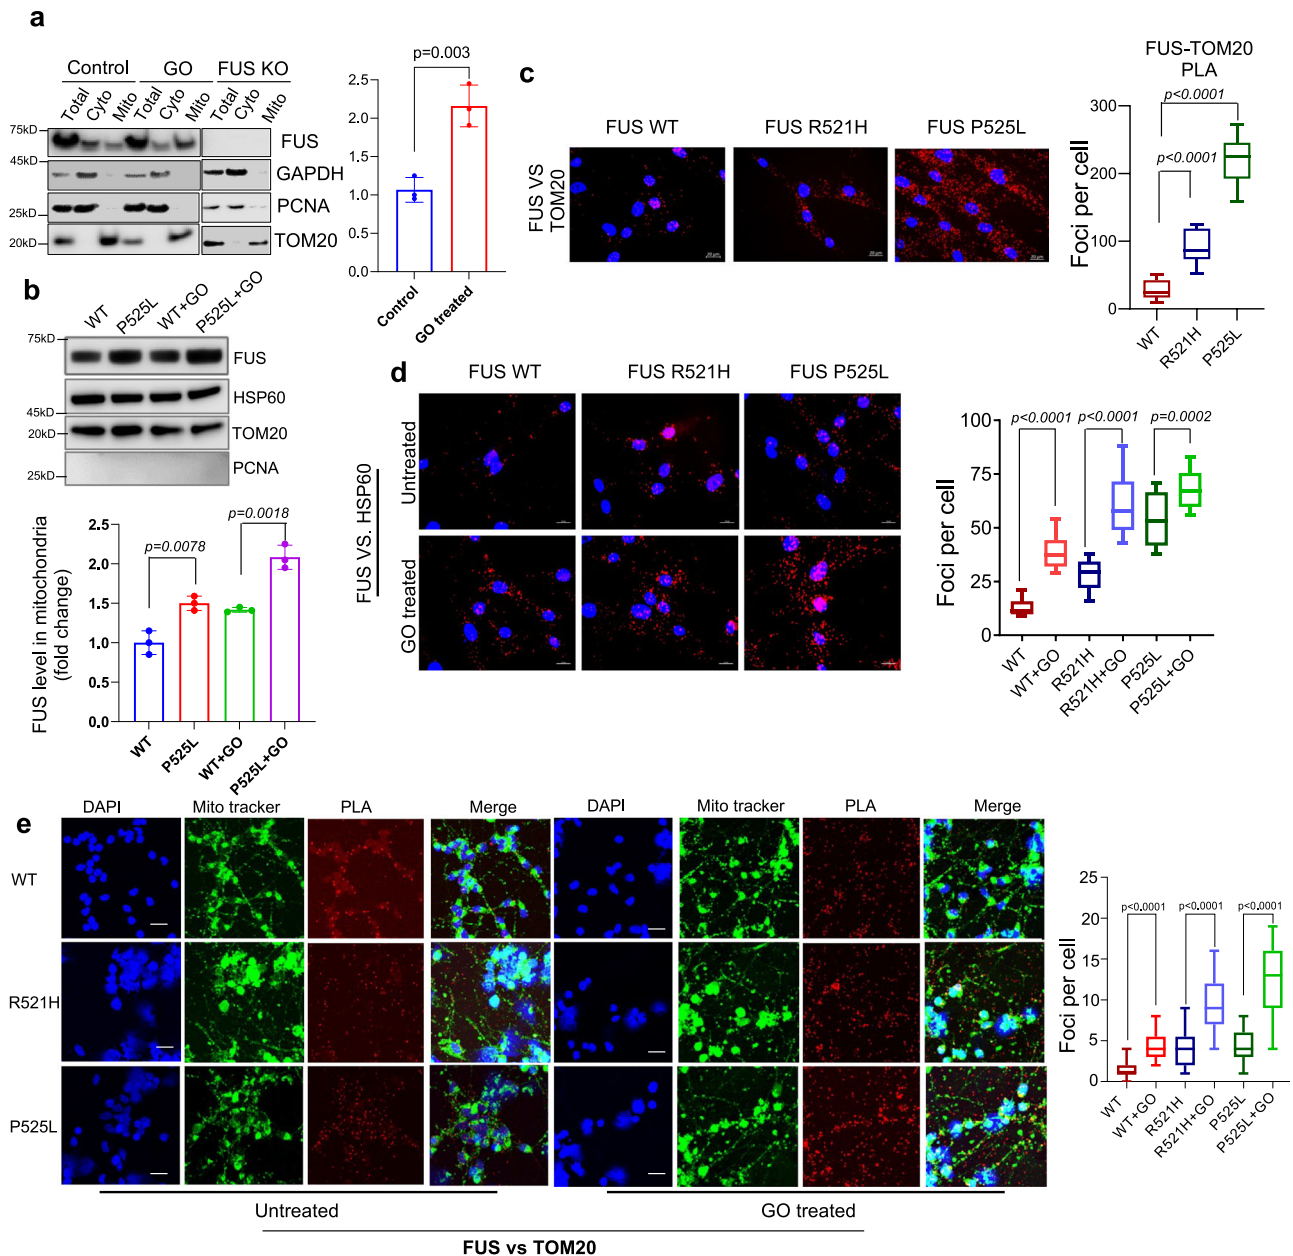 a
Control GO FUS KO
Total Cyto Mito Total Cyto Mito Total Cyto Mito
75kD
FUS
45kD
GAPDH
25kD
PCNA
20kD
TOM20
p=0.003
2.5
2.0
1.5
1.0
0.5
0.0
Control
GO treated
b
WT P525L WT+GO P525L+GO
75kD
FUS
HSP60
45kD
20kD
TOM20
25kD
PCNA
FUS level in mitochondria
(fold change)
2.5
2.0
1.5
1.0
0.5
0.0
p=0.0078
p=0.0018
WT
P525L
WT+GO
P525L+GO
c
FUS WT FUS R521H FUS P525L
FUS VS
TOM20
FUS-TOM20
PLA
Foci per cell
300
200
100
0
p<0.0001
p<0.0001
WT
R521H
P525L
d
FUS WT FUS R521H FUS P525L
FUS VS. HSP60
Untreated
GO treated
Foci per cell
100
75
50
25
0
p<0.0001 p<0.0001 p=0.0002
WT
WT+GO
R521H
R521H+GO
P525L
P525L+GO
e
DAPI Mito tracker PLA Merge DAPI Mito tracker PLA Merge
WT
R521H
P525L
Untreated GO treated
FUS vs TOM20
Foci per cell
25
20
15
10
5
0
p<0.0001 p<0.0001 p<0.0001
WT
WT+GO
R521H
R521H+GO
P525L
P525L+GO